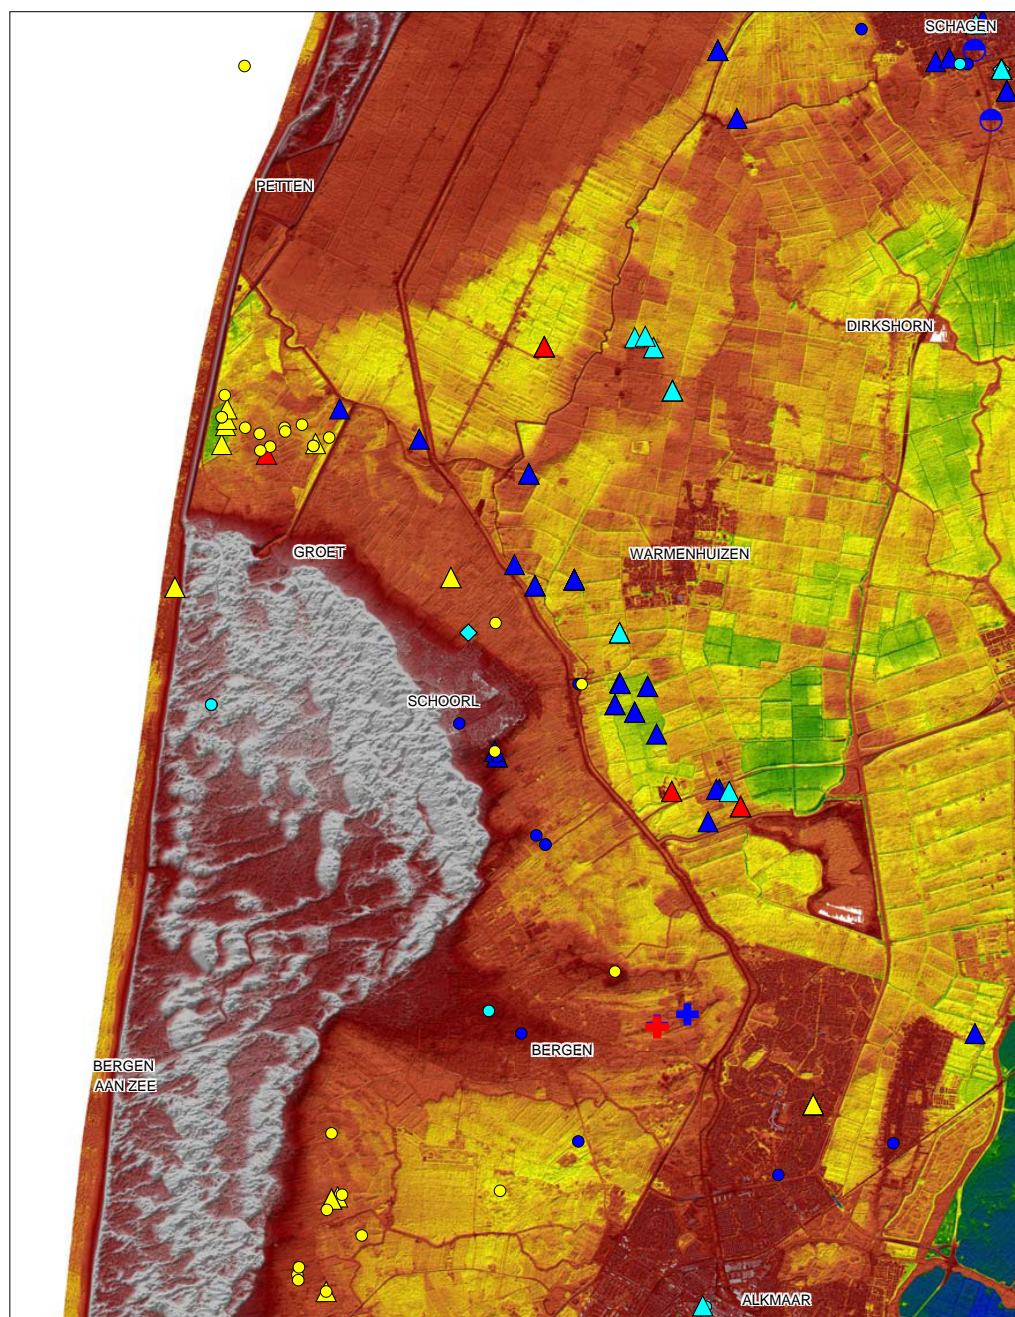 SCHAGEN
PETTEN
DIRKSHORN
GROET
WARMENHUIZEN
SCHOORL
BERGEN
BERGEN
AAN ZEE
ALKMAAR